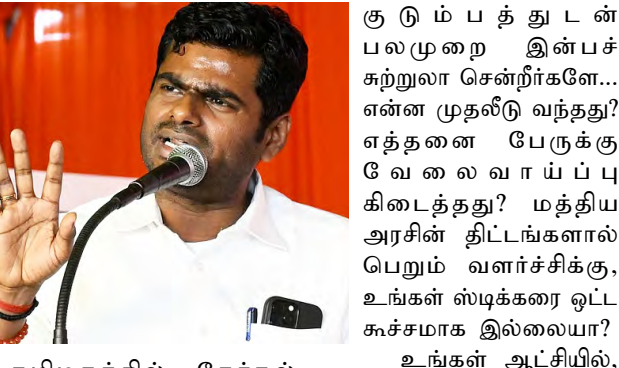 குடும்பத்துடன்
பலமுறை இன்பச்
சுற்றுலா சென்றீர்களே...
என்ன முதலீடு வந்தது?
எத்தனை பேருக்கு
வேலைவாய்ப்பு
கிடைத்தது? மத்திய
அரசின் திட்டங்களால்
பெறும் வளர்ச்சிக்கு,
உங்கள் ஸ்டிக்கரை ஒட்ட
கூச்சமாக இல்லையா?
உங்கள் ஆட்சியில்,